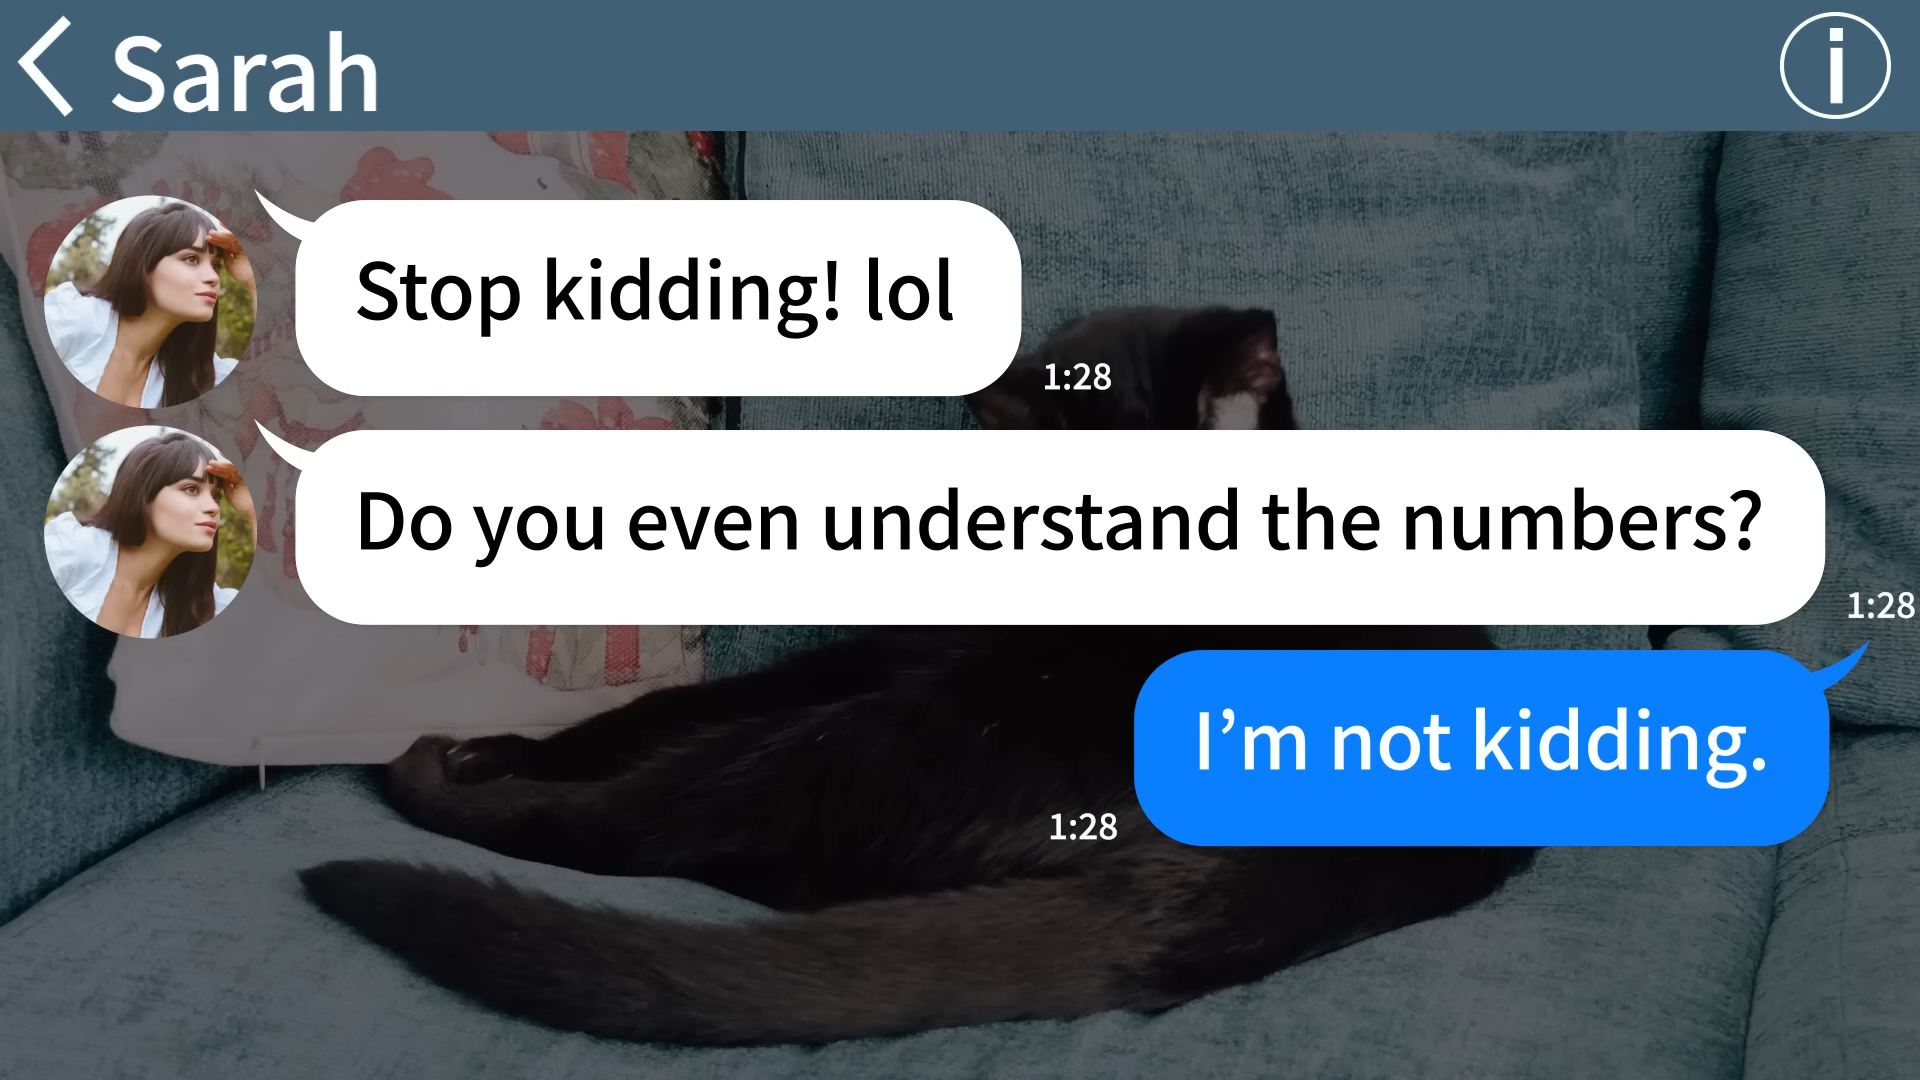 Sarah
Stop kidding! lol
1:28
Do you even understand the numbers?
1:28
I’m not kidding.
1:28